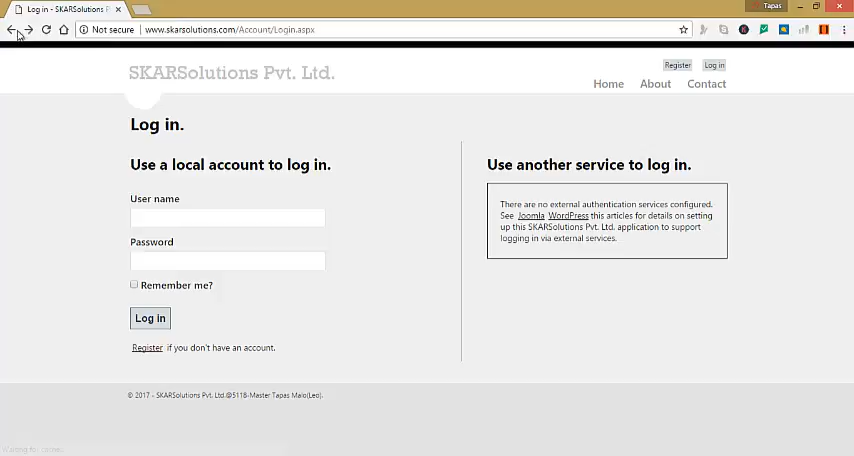 Log in - SKARSolutions P
Tapas
Not secure
www.skarsolutions.com/Account/Login.aspx
SKARSolutions Pvt. Ltd.
Register
Log in
Home
About
Contact
Log in.
Use a local account to log in.
User name
Password
Remember me?
Log in
Register if you don't have an account.
Use another service to log in.
There are no external authentication services configured.
See Joomla WordPress this articles for details on setting
up this SKARSolutions Pvt. Ltd. application to support
logging in via external services.
© 2017 - SKARSolutions Pvt. Ltd.@5118-Master Tapas Malo(Leo).